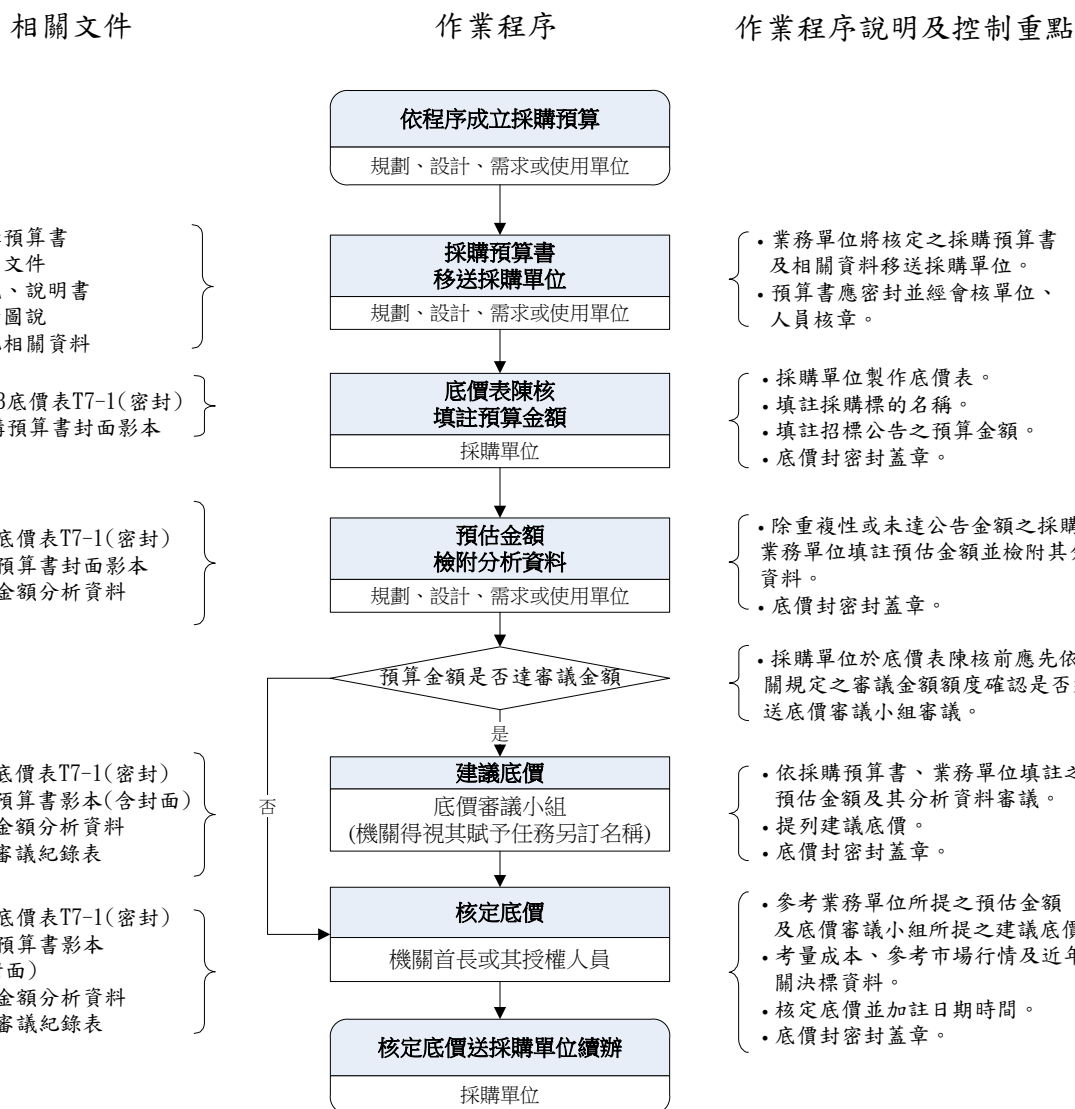 相關文件
作業程序
作業程序說明及控制重點
依程序成立採購預算
規劃、設計、需求或使用單位
預算書
文件
、說明書
圖說
相關資料
採購預算書
移送採購單位
規劃、設計、需求或使用單位
•業務單位將核定之採購預算書
及相關資料移送採購單位。
•預算書應密封並經會核單位、
人員核章。
3底價表T7-1(密封)
預算書封面影本
底價表陳核
填註預算金額
採購單位
•採購單位製作底價表。
•填註採購標的名稱。
•填註招標公告之預算金額。
•底價封密封蓋章。
底價表T7-1(密封)
預算書封面影本
金額分析資料
預估金額
檢附分析資料
規劃、設計、需求或使用單位
•除重複性或未達公告金額之採購
業務單位填註預估金額並檢附其
資料。
•底價封密封蓋章。
預算金額是否達審議金額
•採購單位於底價表陳核前應先依
關規定之審議金額額度確認是否
送底價審議小組審議。
是
否
底價表T7-1(密封)
預算書影本(含封面)
金額分析資料
審議紀錄表
建議底價
底價審議小組
(機關得視其賦予任務另訂名稱)
•依採購預算書、業務單位填註之
預估金額及其分析資料審議。
•提列建議底價。
•底價封密封蓋章。
底價表T7-1(密封)
預算書影本
面)
金額分析資料
審議紀錄表
核定底價
機關首長或其授權人員
•參考業務單位所提之預估金額
及底價審議小組所提之建議底價
•考量成本、參考市場行情及近年
關決標資料。
•核定底價並加註日期時間。
•底價封密封蓋章。
核定底價送採購單位續辦
採購單位